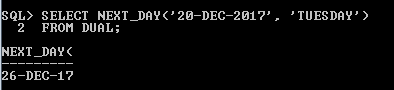 SQL> SELECT NEXT_DAY('20-DEC-2017', 'TUESDAY')
2 FROM DUAL;
NEXT_DAY(
---------
26-DEC-17